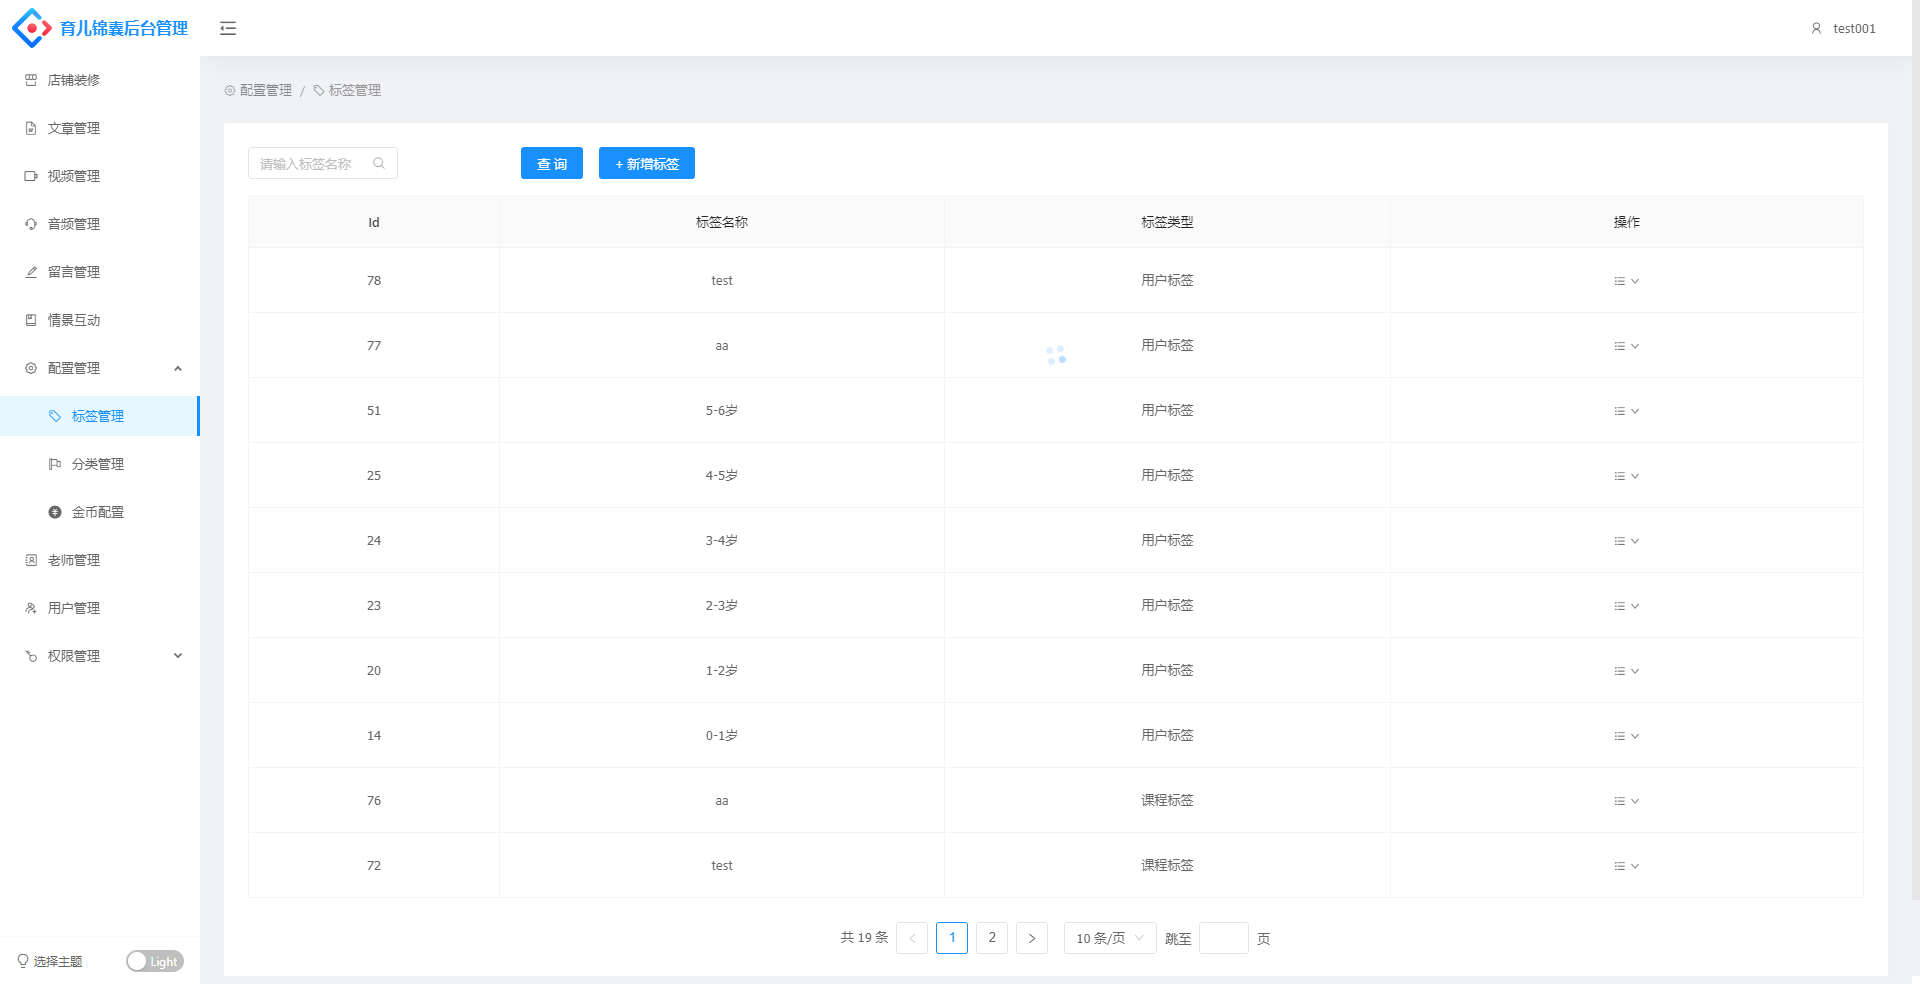 育儿锦囊后台管理
test001
店铺装修
文章管理
视频管理
音频管理
留言管理
情景互动
配置管理
标签管理
分类管理
金币配置
老师管理
用户管理
权限管理
选择主题
Light
配置管理 / 标签管理
请输入标签名称
查 询
+ 新增标签
Id 标签名称 标签类型 操作
78 test 用户标签
77 aa 用户标签
51 5-6岁 用户标签
25 4-5岁 用户标签
24 3-4岁 用户标签
23 2-3岁 用户标签
20 1-2岁 用户标签
14 0-1岁 用户标签
76 aa 课程标签
72 test 课程标签
共 19 条 < 1 2 > 10 条/页 跳至 页